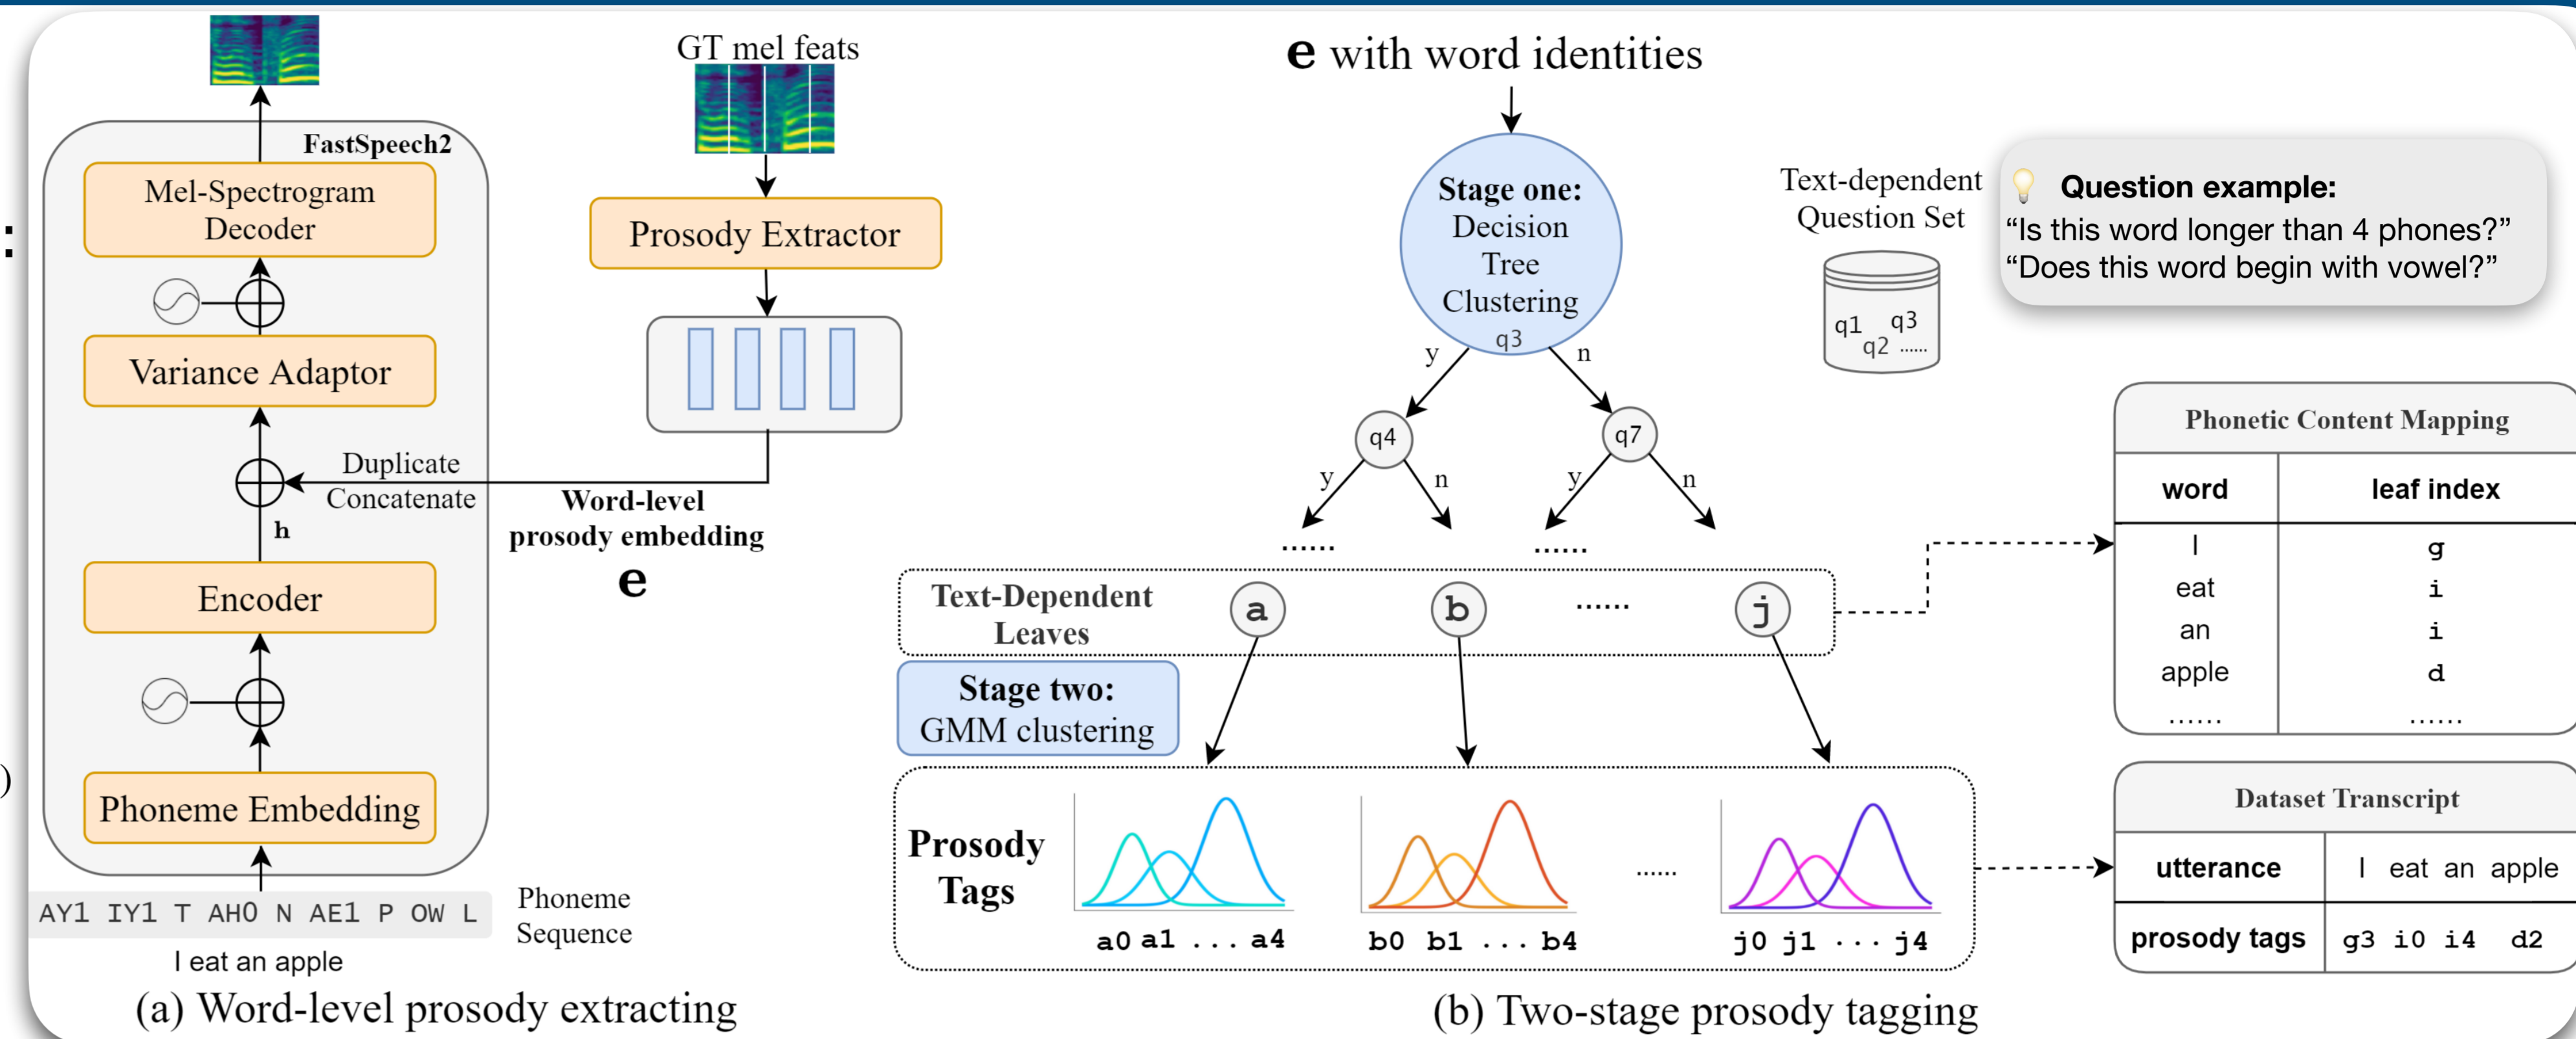 :
)
GT mel feats
FastSpeech2
Mel-Spectrogram
Decoder
Prosody Extractor
Variance Adaptor
Duplicate
Concatenate
Word-level
prosody embedding
e
h
Encoder
Phoneme Embedding
AY1 IY1 T AH0 N AE1 P OW L
Phoneme
Sequence
I eat an apple
(a) Word-level prosody extracting
e with word identities
Stage one:
Decision
Tree
Clustering
q3
y
n
q4
q7
y
n
y
n
......
......
Text-dependent
Question Set
q1 q3
q2 ......
💡 Question example:
“Is this word longer than 4 phones?”
“Does this word begin with vowel?”
Text-Dependent
Leaves
a
b
......
j
Stage two:
GMM clustering
Prosody
Tags
a0 a1 ... a4
b0 b1 ... b4
......
j0 j1 ... j4
(b) Two-stage prosody tagging
Phonetic Content Mapping
word leaf index
I g
eat i
an i
apple d
...... ......
Dataset Transcript
utterance I eat an apple
prosody tags g3 i0 i4 d2